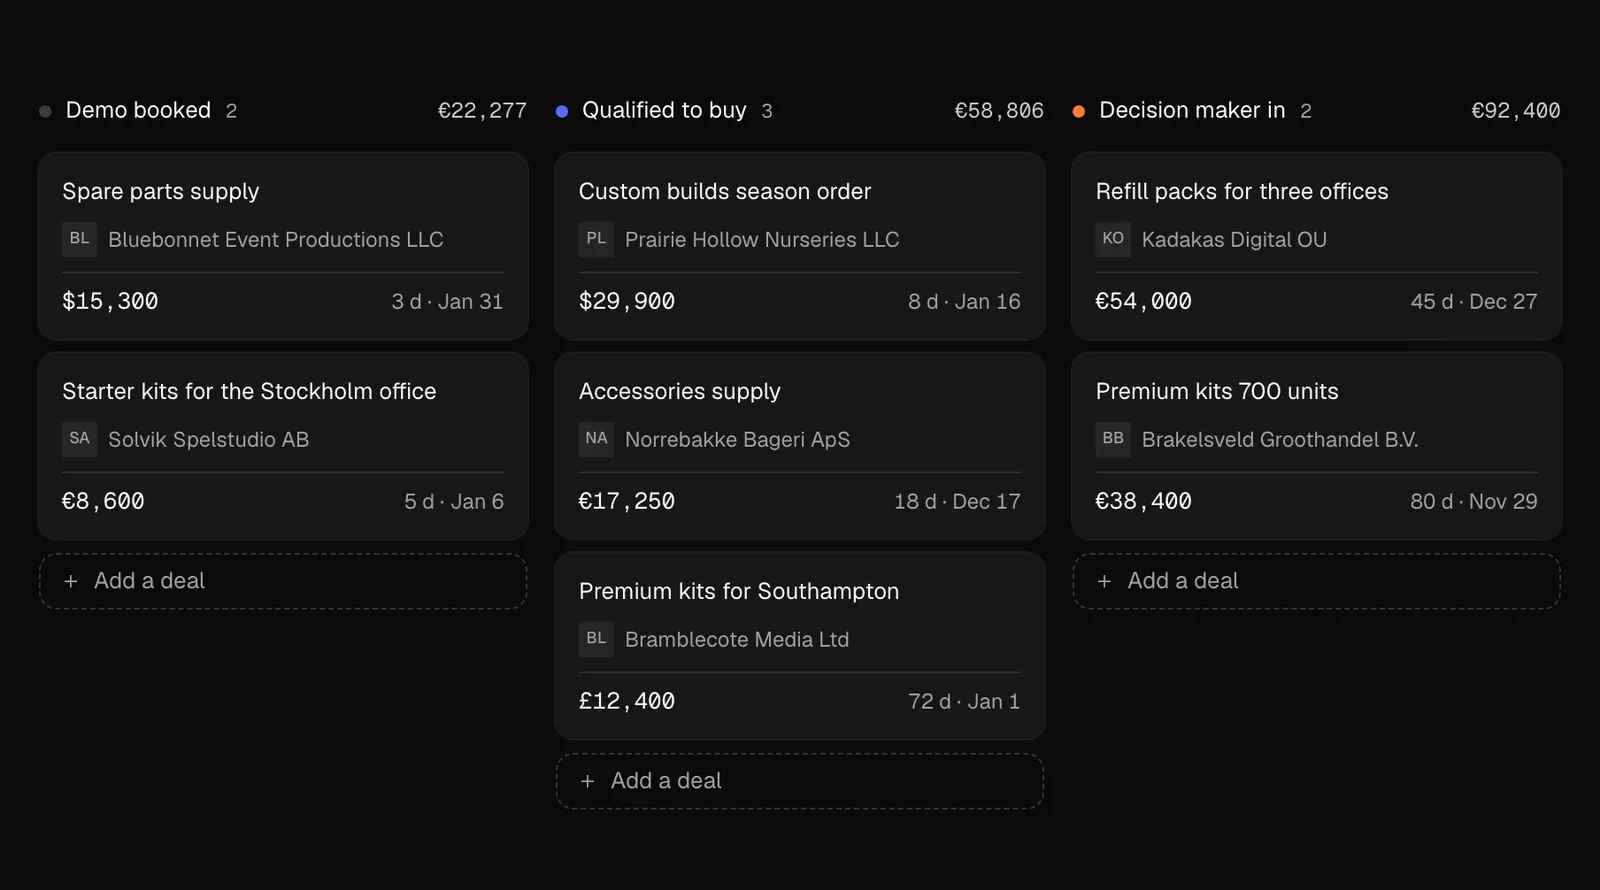 Demo booked 2 €22,277
Spare parts supply
BL Bluebonnet Event Productions LLC
$15,300 3 d · Jan 31
Starter kits for the Stockholm office
SA Solvik Spelstudio AB
€8,600 5 d · Jan 6
+ Add a deal
Qualified to buy 3 €58,806
Custom builds season order
PL Prairie Hollow Nurseries LLC
$29,900 8 d · Jan 16
Accessories supply
NA Norrebakke Bageri ApS
€17,250 18 d · Dec 17
Premium kits for Southampton
BL Bramblecote Media Ltd
£12,400 72 d · Jan 1
+ Add a deal
Decision maker in 2 €92,400
Refill packs for three offices
KO Kadakas Digital OU
€54,000 45 d · Dec 27
Premium kits 700 units
BB Brakelsveld Groothandel B.V.
€38,400 80 d · Nov 29
+ Add a deal